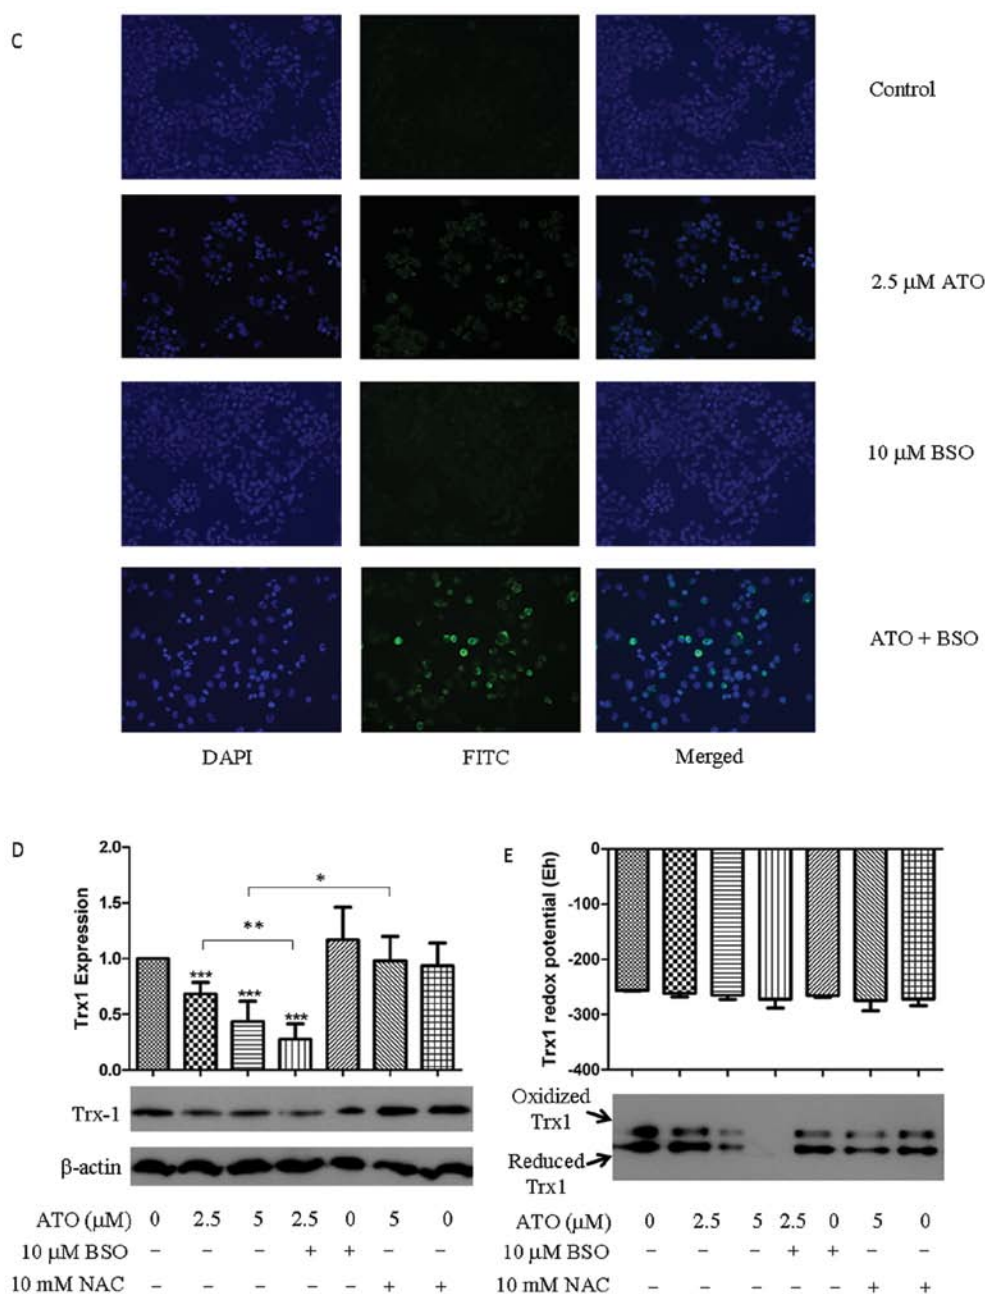 C
Control
2.5 μM ATO
10 μM BSO
ATO + BSO
DAPI FITC Merged
D
Trx1 Expression
2.0
1.5
1.0
0.5
0.0
*
**
*** *** ***
Trx-1
β-actin
ATO (μM) 0 2.5 5 2.5 0 5 0
10 μM BSO − − − + + − −
10 mM NAC − − − − − + +
E
Trx1 redox potential (Eh)
0
-100
-200
-300
-400
Oxidized
Trx1
Reduced
Trx1
ATO (μM) 0 2.5 5 2.5 0 5 0
10 μM BSO − − − + + − −
10 mM NAC − − − − − + +